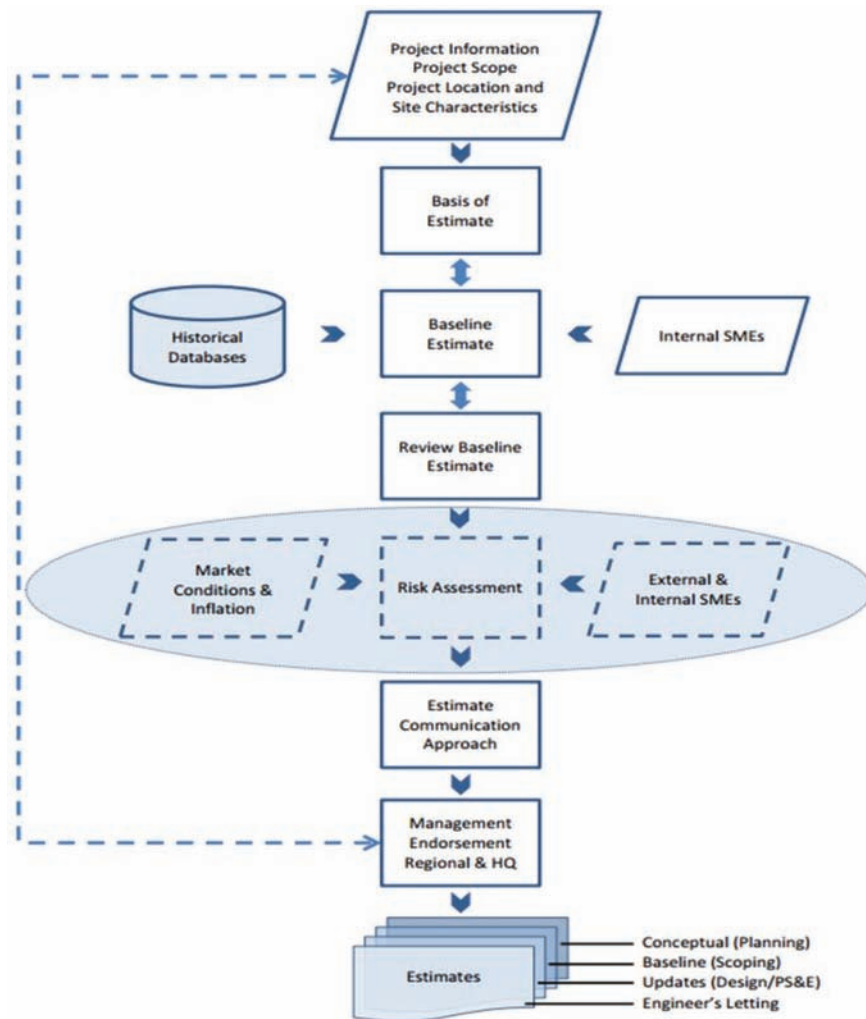 Project Information
Project Scope
Project Location and
Site Characteristics
Basis of
Estimate
Historical
Databases
Baseline
Estimate
Internal SMEs
Review Baseline
Estimate
Market
Conditions &
Inflation
Risk Assessment
External &
Internal SMEs
Estimate
Communication
Approach
Management
Endorsement
Regional & HQ
Estimates
Conceptual (Planning)
Baseline (Scoping)
Updates (Design/PS&E)
Engineer's Letting